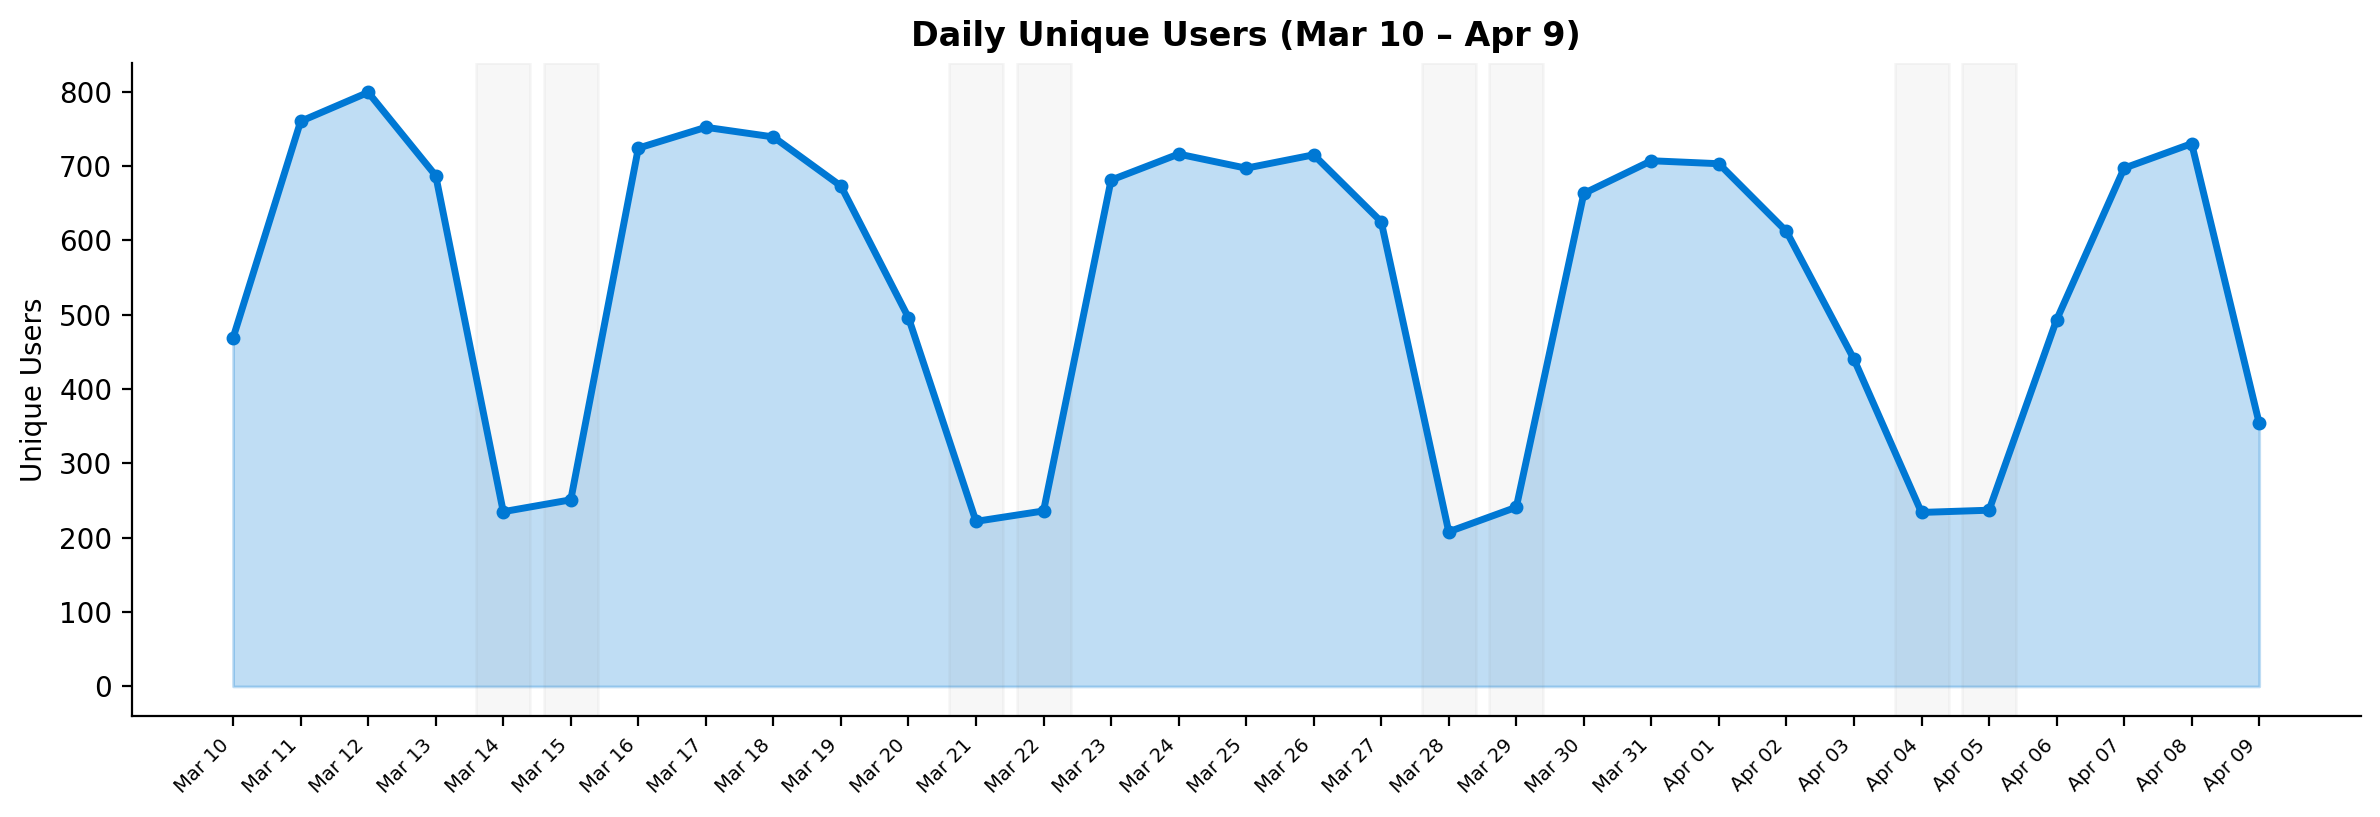 Daily Unique Users (Mar 10 – Apr 9)
Unique Users
800
700
600
500
400
300
200
100
0
Mar 10
Mar 11
Mar 12
Mar 13
Mar 14
Mar 15
Mar 16
Mar 17
Mar 18
Mar 19
Mar 20
Mar 21
Mar 22
Mar 23
Mar 24
Mar 25
Mar 26
Mar 27
Mar 28
Mar 29
Mar 30
Mar 31
Apr 01
Apr 02
Apr 03
Apr 04
Apr 05
Apr 06
Apr 07
Apr 08
Apr 09